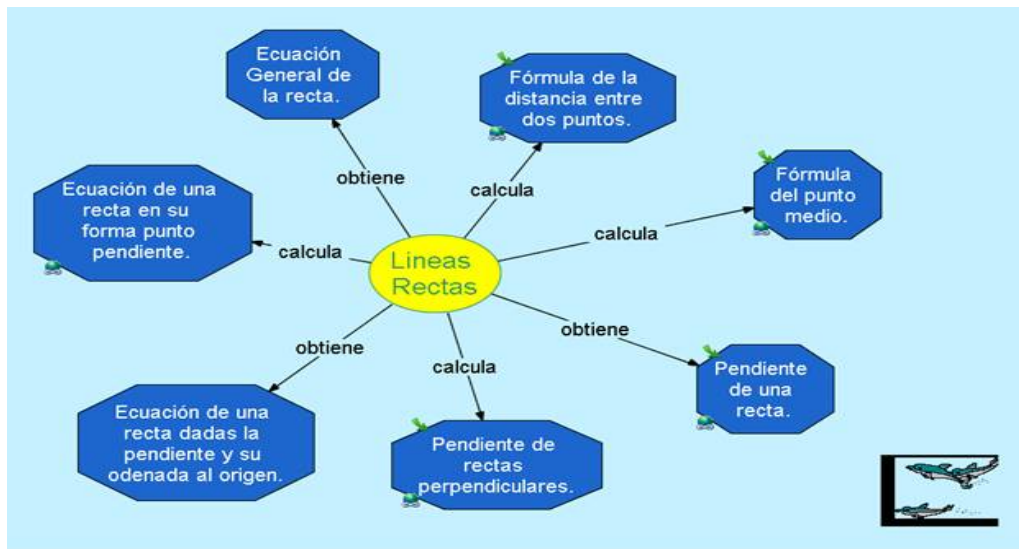 Ecuación
General de
la recta.
Fórmula de la
distancia entre
dos puntos.
Fórmula
del punto
medio.
Ecuación de una
recta en su
forma punto
pendiente.
obtiene
calcula
calcula
calcula
Lineas
Rectas
obtiene
obtiene
calcula
Pendiente
de una
recta.
Ecuación de una
recta dadas la
pendiente y su
odenada al origen.
Pendiente de
rectas
perpendiculares.